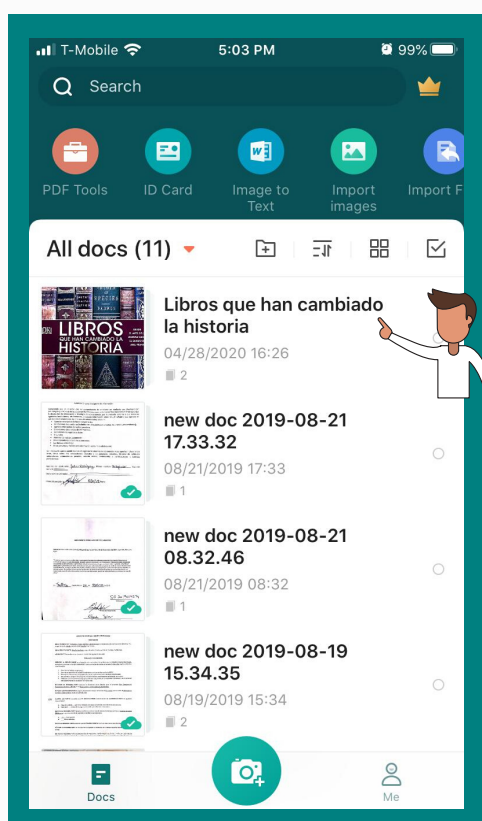 T-Mobile 5:03 PM 99%
Search
PDF Tools ID Card Image to Text Import images Import F
All docs (11)
LIBROS
QUE HAN CAMBIADO LA
HISTORIA
Libros que han cambiado
la historia
04/28/2020 16:26
2
new doc 2019-08-21
17.33.32
08/21/2019 17:33
1
new doc 2019-08-21
08.32.46
08/21/2019 08:32
1
new doc 2019-08-19
15.34.35
08/19/2019 15:34
2
Docs Me